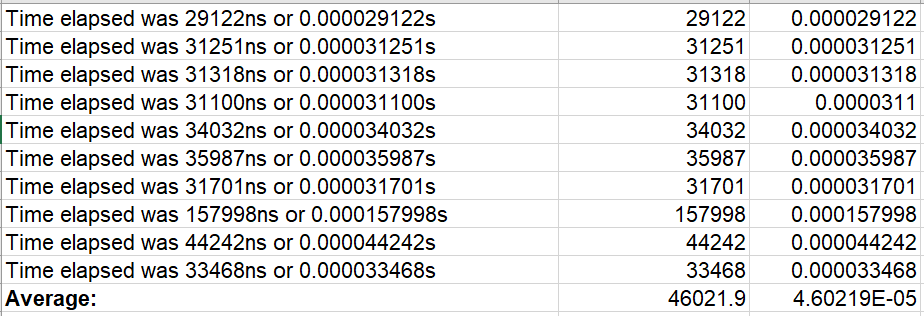 Time elapsed was 29122ns or 0.000029122s 29122 0.000029122
Time elapsed was 31251ns or 0.000031251s 31251 0.000031251
Time elapsed was 31318ns or 0.000031318s 31318 0.000031318
Time elapsed was 31100ns or 0.000031100s 31100 0.0000311
Time elapsed was 34032ns or 0.000034032s 34032 0.000034032
Time elapsed was 35987ns or 0.000035987s 35987 0.000035987
Time elapsed was 31701ns or 0.000031701s 31701 0.000031701
Time elapsed was 157998ns or 0.000157998s 157998 0.000157998
Time elapsed was 44242ns or 0.000044242s 44242 0.000044242
Time elapsed was 33468ns or 0.000033468s 33468 0.000033468
Average: 46021.9 4.60219E-05